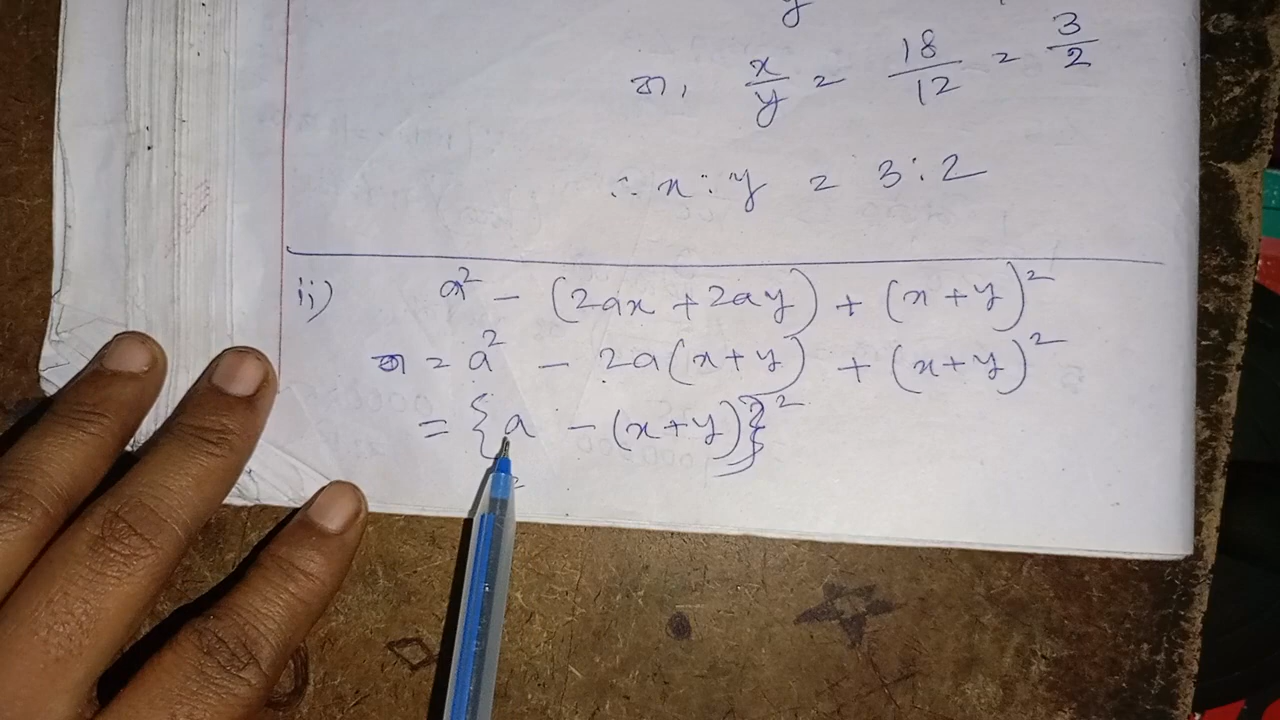 y
বা, x/y = 18/12 = 3/2
∴ x : y = 3 : 2
ii) a² - (2ax + 2ay) + (x + y)²
= a² - 2a(x + y) + (x + y)²
= {a - (x + y)}²